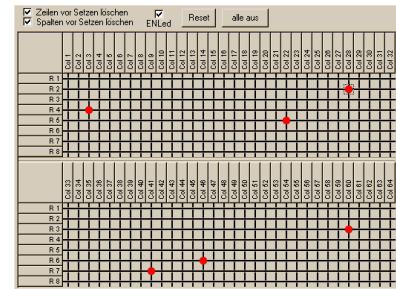 Zeilen vor Setzen löschen
Spalten vor Setzen löschen
ENLed
Reset
alle aus
Col 1 Col 2 Col 3 Col 4 Col 5 Col 6 Col 7 Col 8 Col 9 Col 10 Col 11 Col 12 Col 13 Col 14 Col 15 Col 16 Col 17 Col 18 Col 19 Col 20 Col 21 Col 22 Col 23 Col 24 Col 25 Col 26 Col 27 Col 28 Col 29 Col 30 Col 31 Col 32
R 1
R 2
R 3
R 4
R 5
R 6
R 7
R 8
Col 33 Col 34 Col 35 Col 36 Col 37 Col 38 Col 39 Col 40 Col 41 Col 42 Col 43 Col 44 Col 45 Col 46 Col 47 Col 48 Col 49 Col 50 Col 51 Col 52 Col 53 Col 54 Col 55 Col 56 Col 57 Col 58 Col 59 Col 60 Col 61 Col 62 Col 63 Col 64
R 1
R 2
R 3
R 4
R 5
R 6
R 7
R 8